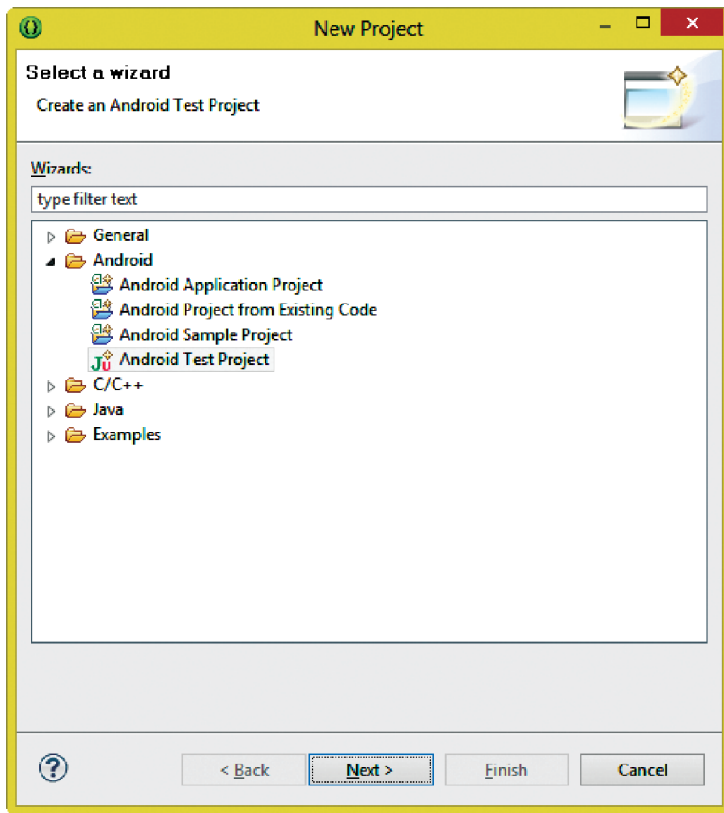 New Project
Select a wizard
Create an Android Test Project
Wizards:
type filter text
General
Android
Android Application Project
Android Project from Existing Code
Android Sample Project
JU Android Test Project
C/C++
Java
Examples
? < Back Next > Finish Cancel